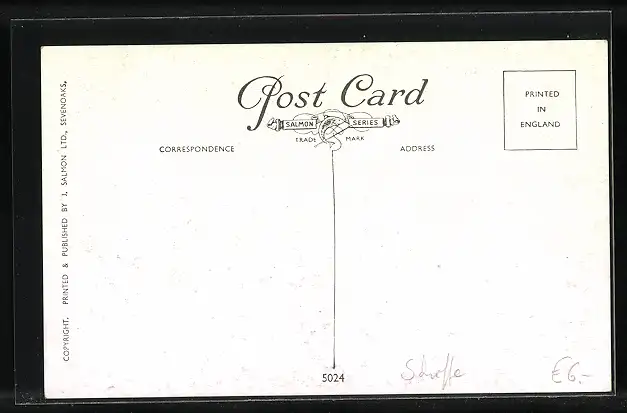 Post Card
SALMON SERIES
TRADE MARK
CORRESPONDENCE
ADDRESS
PRINTED
IN
ENGLAND
COPYRIGHT. PRINTED & PUBLISHED BY J. SALMON LTD., SEVENOAKS.
5024
€6.-